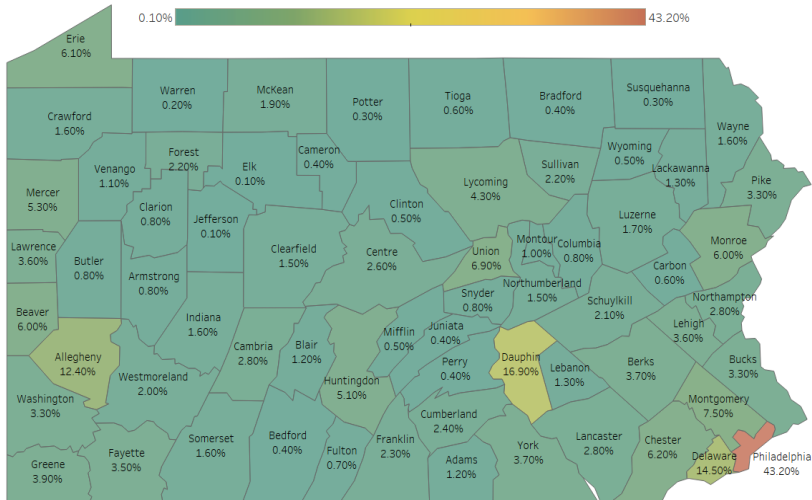 0.10%
43.20%
Erie
6.10%
Warren
0.20%
McKean
1.90%
Potter
0.30%
Tioga
0.60%
Bradford
0.40%
Susquehanna
0.30%
Wayne
1.60%
Crawford
1.60%
Forest
2.20%
Cameron
0.40%
Elk
0.10%
Wyoming
0.50%
Lackawanna
1.30%
Sullivan
2.20%
Venango
1.10%
Mercer
5.30%
Lycoming
4.30%
Pike
3.30%
Clarion
0.80%
Jefferson
0.10%
Clinton
0.50%
Luzerne
1.70%
Lawrence
3.60%
Butler
0.80%
Clearfield
1.50%
Centre
2.60%
Union
6.90%
Montour
1.00%
Columbia
0.80%
Monroe
6.00%
Armstrong
0.80%
Carbon
0.60%
Snyder
0.80%
Northumberland
1.50%
Schuylkill
2.10%
Northampton
2.80%
Beaver
6.00%
Indiana
1.60%
Mifflin
0.50%
Juniata
0.40%
Lehigh
3.60%
Cambria
2.80%
Blair
1.20%
Allegheny
12.40%
Dauphin
16.90%
Perry
0.40%
Lebanon
1.30%
Berks
3.70%
Bucks
3.30%
Westmoreland
2.00%
Huntingdon
5.10%
Washington
3.30%
Montgomery
7.50%
Cumberland
2.40%
Somerset
1.60%
Bedford
0.40%
Fulton
0.70%
Franklin
2.30%
Adams
1.20%
York
3.70%
Lancaster
2.80%
Chester
6.20%
Delaware
14.50%
Philadelphia
43.20%
Fayette
3.50%
Greene
3.90%